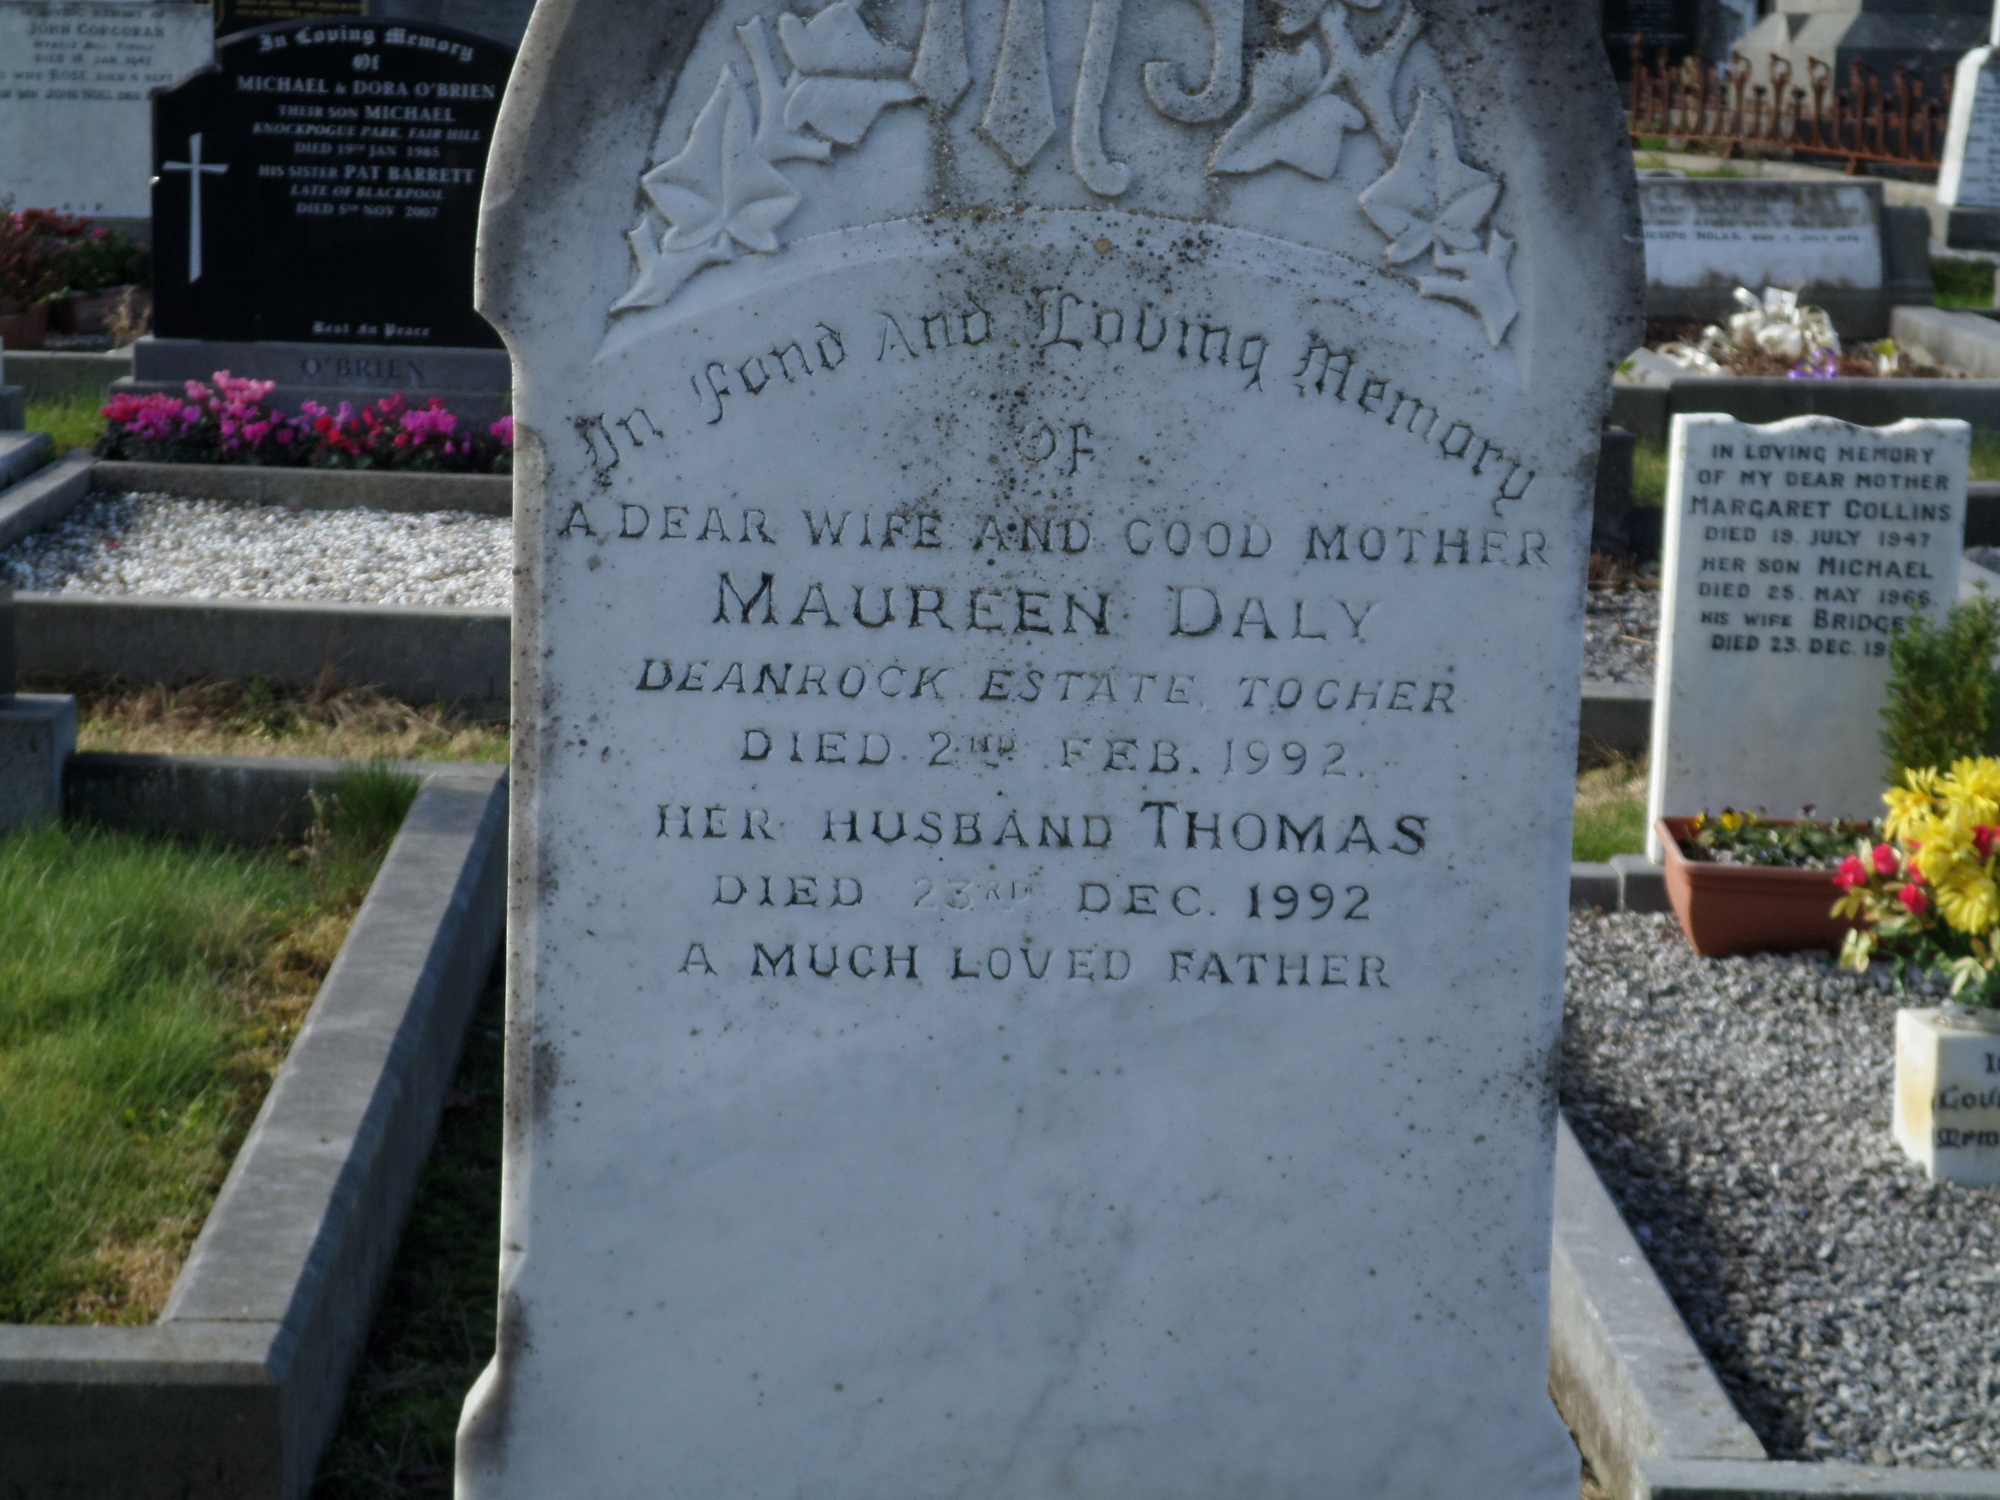 In Fond And Loving Memory
Of
A DEAR WIFE AND GOOD MOTHER
MAUREEN DALY
DEANROCK ESTATE, TOGHER
DIED 2ND FEB. 1992.
HER HUSBAND THOMAS
DIED 23RD DEC. 1992
A MUCH LOVED FATHER
JOHN CORCORAN
In Loving Memory
Of
MICHAEL & DORA O'BRIEN
THEIR SON MICHAEL
KNOCKPOGUE PARK, FAIR HILL
DIED 19TH JAN 1985
HIS SISTER PAT BARRETT
LATE OF BLACKPOOL
DIED 5TH NOV 2007
Rest In Peace
O'BRIEN
JOSEPH NOLAN
IN LOVING MEMORY
OF MY DEAR MOTHER
MARGARET COLLINS
DIED 19. JULY 1947
HER SON MICHAEL
DIED 25. MAY 1966.
HIS WIFE BRIDGE
DIED 23. DEC. 19